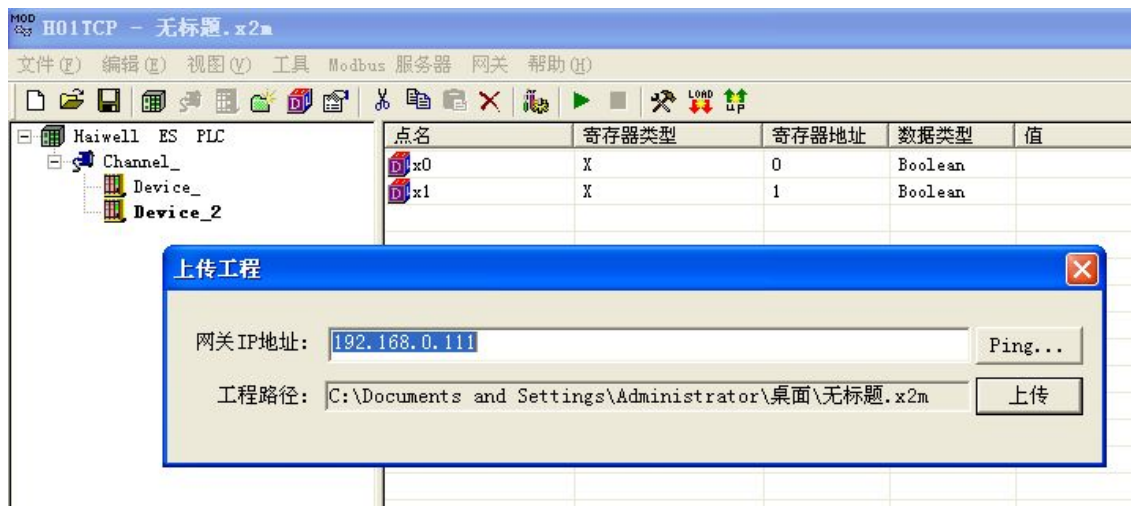 MOD H01TCP - 无标题.x2m
文件(F) 编辑(E) 视图(V) 工具 Modbus 服务器 网关 帮助(H)
LOAD UP
Haiwell ES PLC
Channel_
Device_
Device_2
点名 寄存器类型 寄存器地址 数据类型 值
D x0 X 0 Boolean
D x1 X 1 Boolean
上传工程
网关IP地址: 192.168.0.111 Ping...
工程路径: C:\Documents and Settings\Administrator\桌面\无标题.x2m 上传